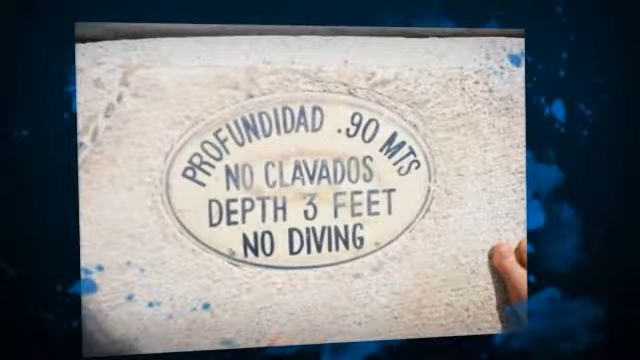 PROFUNDIDAD .90 MTS
NO CLAVADOS
DEPTH 3 FEET
NO DIVING